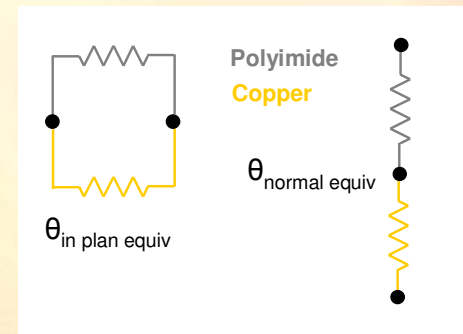 Polyimide
Copper
θin plan equiv
θnormal equiv